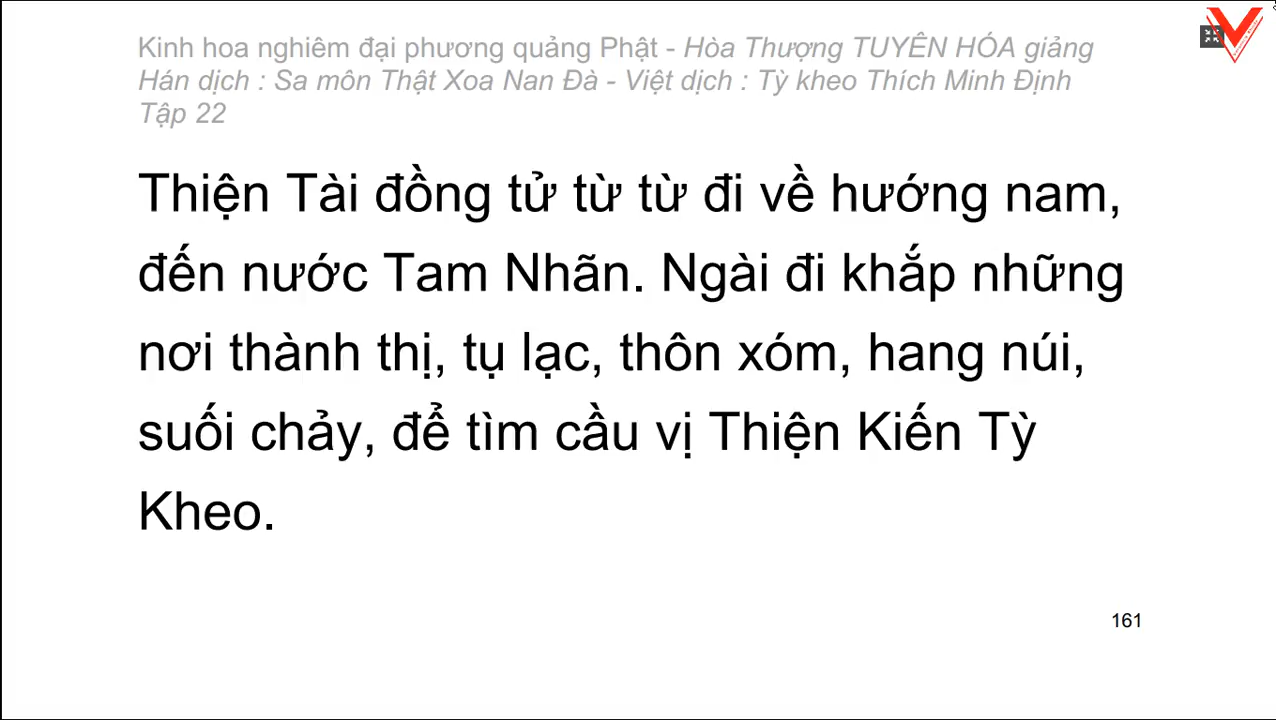 Kinh hoa nghiêm đại phương quảng Phật - Hòa Thượng TUYÊN HÓA giảng
Hán dịch : Sa môn Thật Xoa Nan Đà - Việt dịch : Tỳ kheo Thích Minh Định
Tập 22
Thiện Tài đồng tử từ từ đi về hướng nam,
đến nước Tam Nhãn. Ngài đi khắp những
nơi thành thị, tụ lạc, thôn xóm, hang núi,
suối chảy, để tìm cầu vị Thiện Kiến Tỳ
Kheo.
161